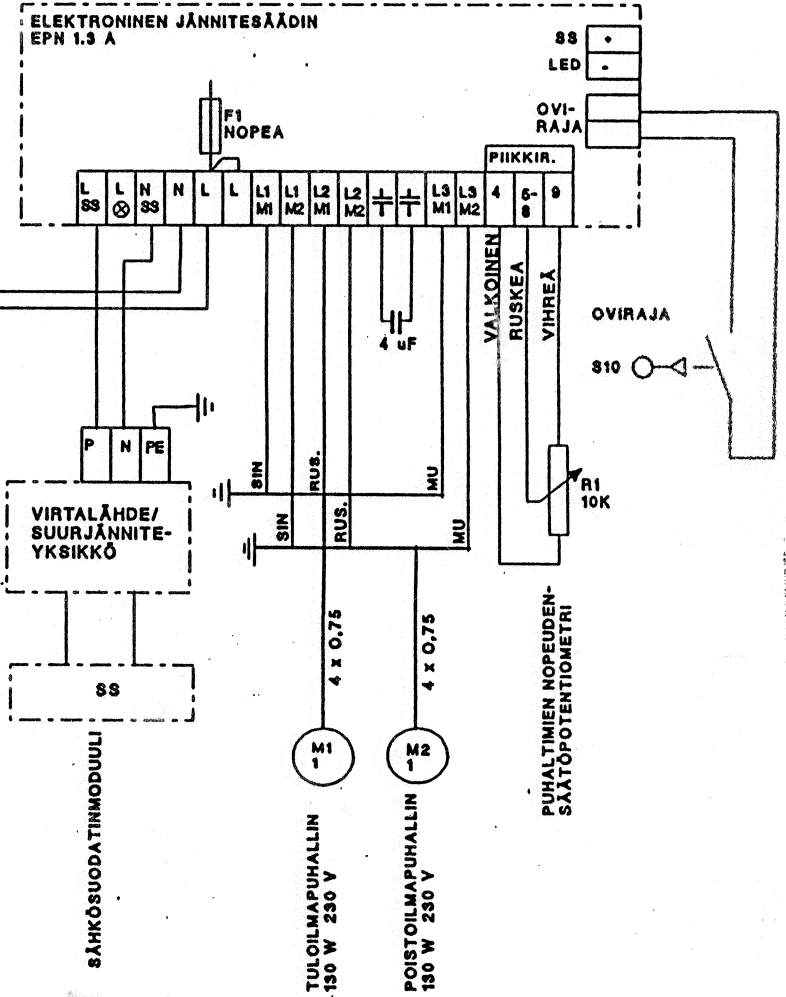 ELEKTRONINEN JÄNNITESÄÄDIN
EPN 1.3 A
SS +
LED -
OVI-
RAJA
F1
NOPEA
PIIKKIR.
L SS
L
N SS
N
L
L
L1 M1
L1 M2
L2 M1
L2 M2
L3 M1
L3 M2
4
5-8
9
VALKOINEN
RUSKEA
VIHREÄ
4 uF
OVIRAJA
S10
P
N
PE
SIN
SIN
RUS.
RUS.
MU
MU
R1
10K
VIRTALÄHDE/
SUURJÄNNITE-
YKSIKKÖ
SS
4 x 0,75
4 x 0,75
M1
1
M2
1
SÄHKÖSUODATINMODUULI
TULOILMAPUHALLIN
130 W 230 V
POISTOILMAPUHALLIN
130 W 230 V
PUHALTIMIEN NOPEUDEN-
SÄÄTÖPOTENTIOMETRI